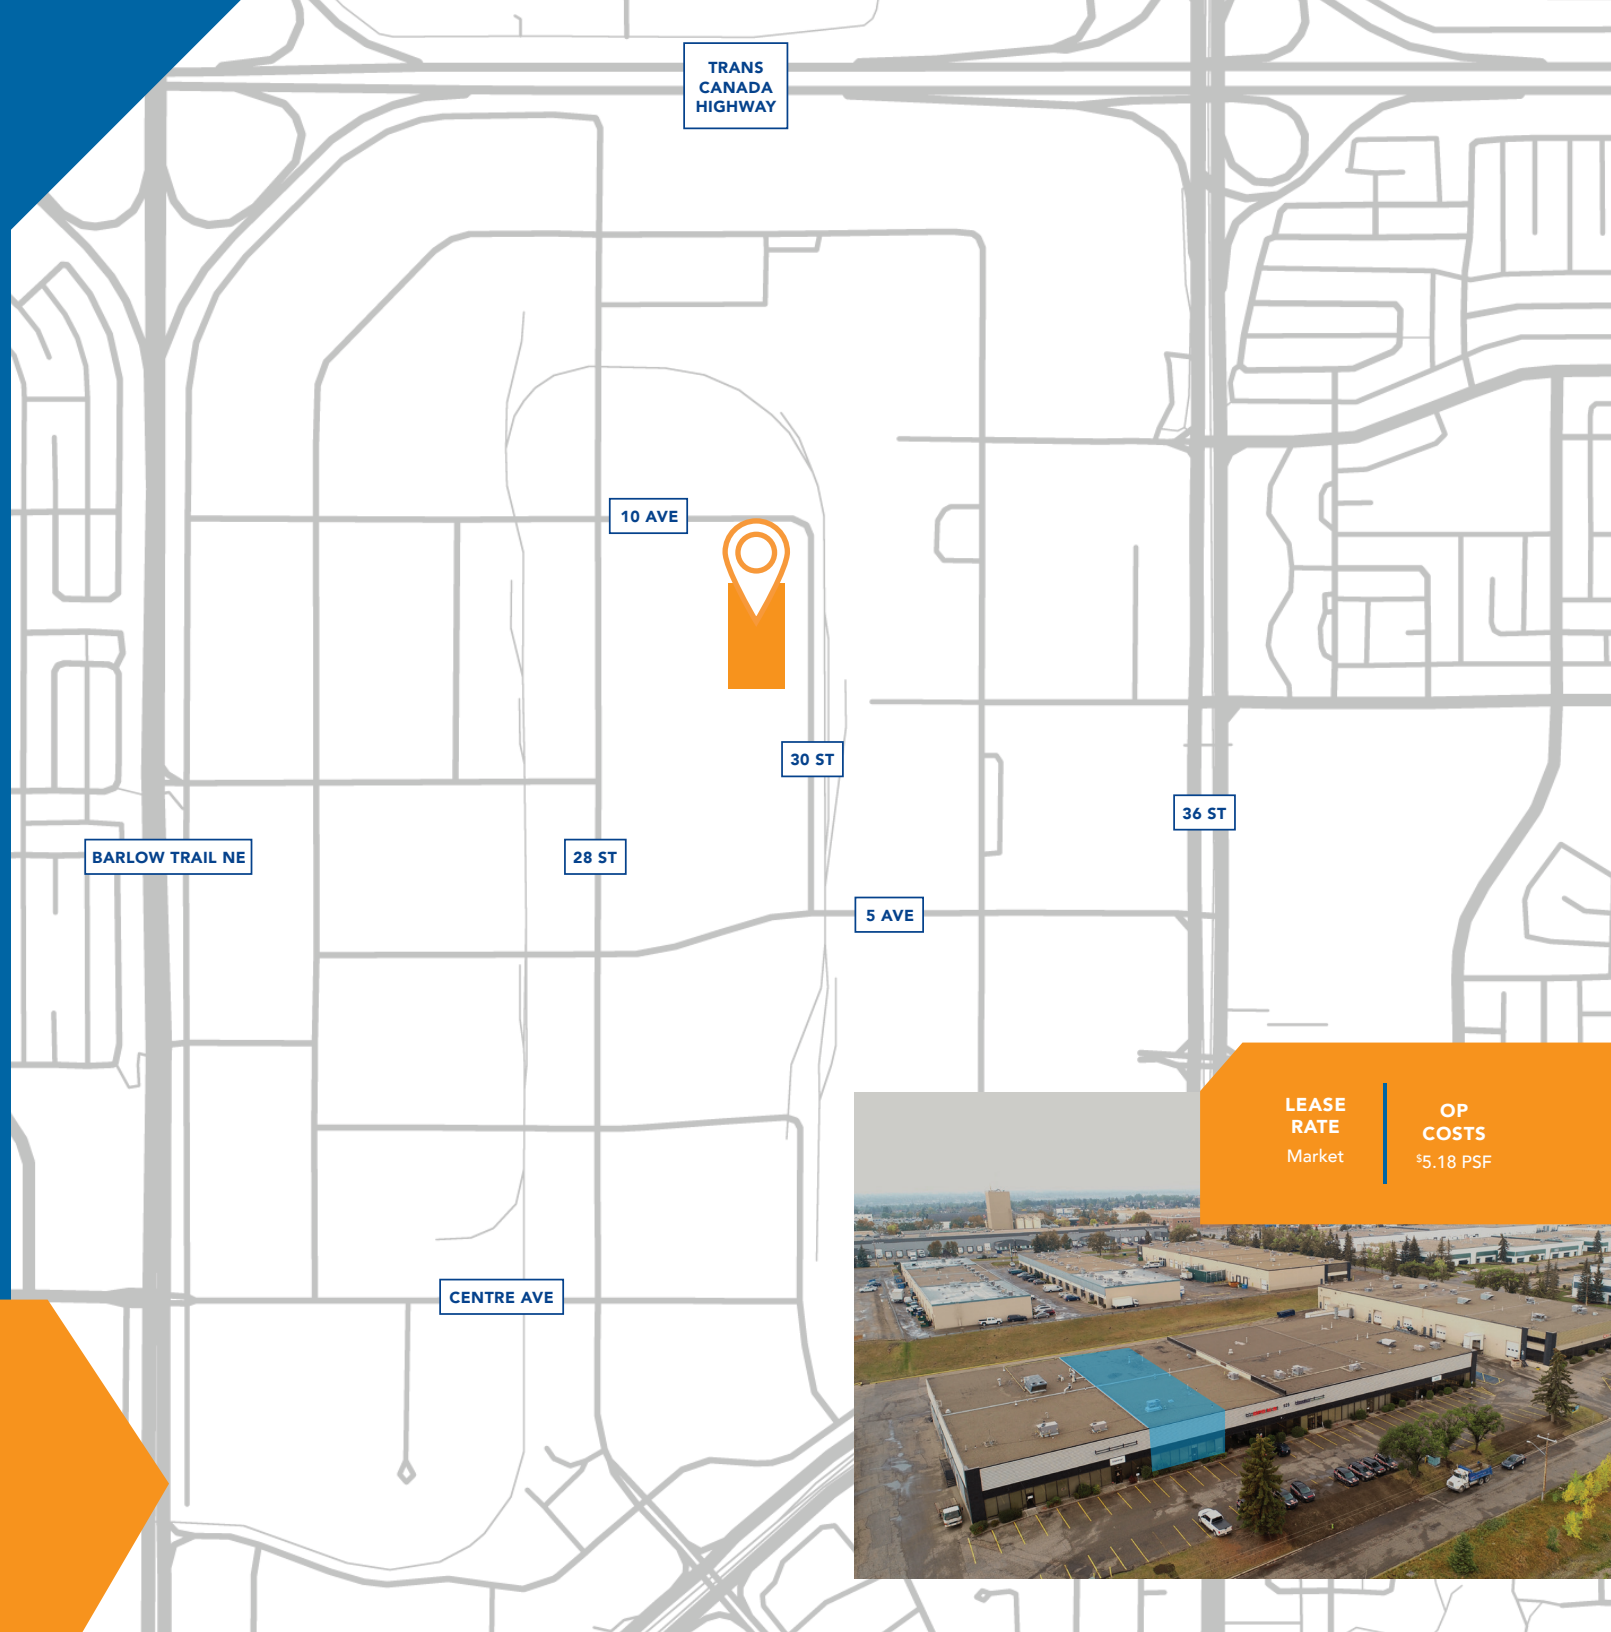 TRANS
CANADA
HIGHWAY
10 AVE
30 ST
36 ST
BARLOW TRAIL NE
28 ST
5 AVE
LEASE
RATE
Market
OP
COSTS
$5.18 PSF
CENTRE AVE